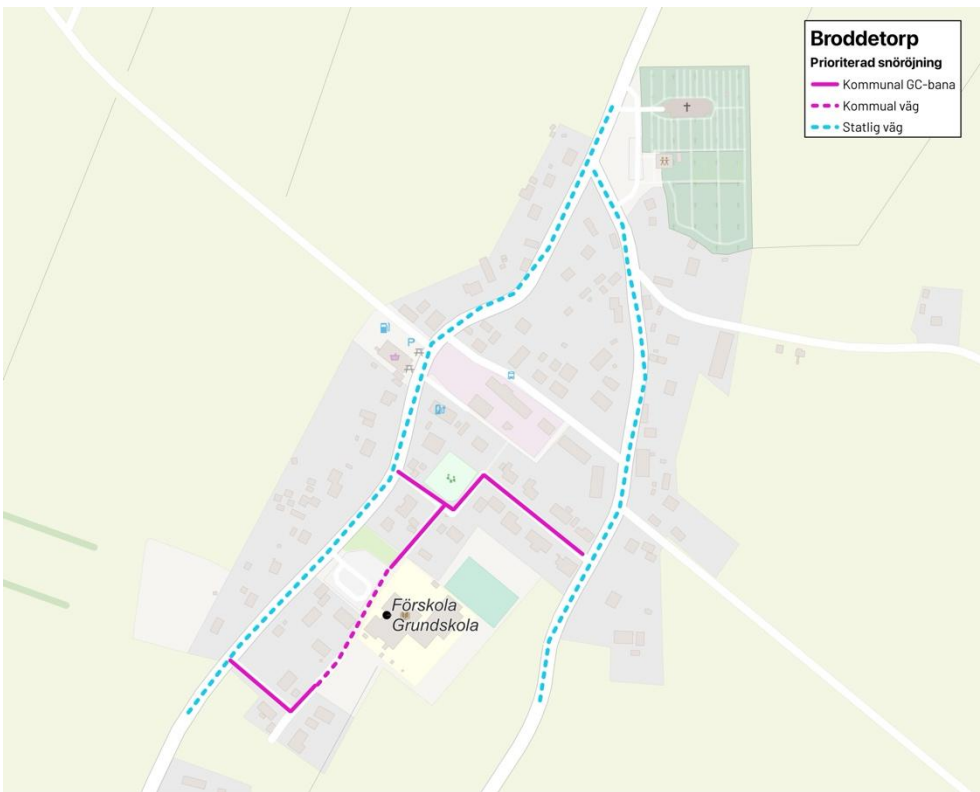 Broddetorp
Prioriterad snöröjning
Kommunal GC-bana
Kommual väg
Statlig väg
P
Förskola
Grundskola